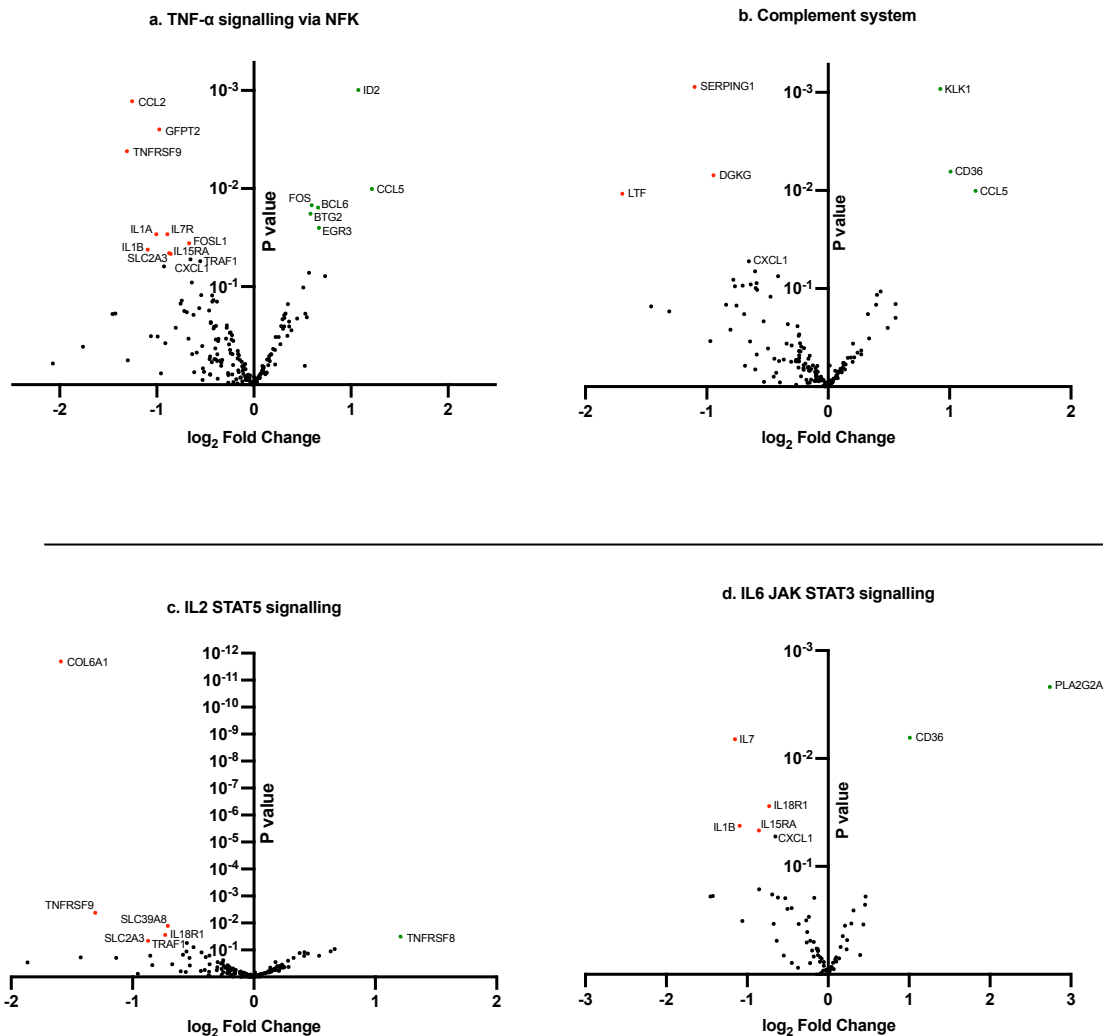 a. TNF-α signalling via NFK
10-3
ID2
CCL2
GFPT2
TNFRSF9
10-2
CCL5
FOS
BCL6
BTG2
EGR3
P value
IL1A
IL7R
FOSL1
IL1B
IL15RA
SLC2A3
TRAF1
CXCL1
10-1
-2 -1 0 1 2
log2 Fold Change
b. Complement system
10-3
SERPING1
KLK1
DGKG
CD36
LTF
10-2
CCL5
P value
CXCL1
10-1
-2 -1 0 1 2
log2 Fold Change
c. IL2 STAT5 signalling
10-12
COL6A1
10-11
10-10
10-9
10-8
10-7
P value
10-6
10-5
10-4
10-3
TNFRSF9
10-2
SLC39A8
IL18R1
TNFRSF8
SLC2A3
TRAF1
10-1
-2 -1 0 1 2
log2 Fold Change
d. IL6 JAK STAT3 signalling
10-3
PLA2G2A
IL7
CD36
10-2
P value
IL18R1
IL1B
IL15RA
CXCL1
10-1
-3 -2 -1 0 1 2 3
log2 Fold Change